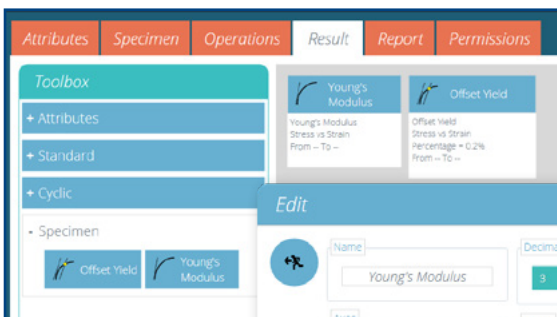 Attributes Specimen Operations Result Report Permissions
Toolbox
+ Attributes
+ Standard
+ Cyclic
- Specimen
Offset Yield
Young's
Modulus
Young's
Modulus
Young's Modulus
Stress vs Strain
From -- To --
Offset Yield
Offset Yield
Stress vs Strain
Percentage = 0.2%
From -- To --
Edit
Name
Young's Modulus
Decima
3